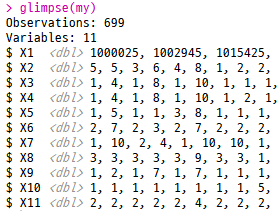 > glimpse(my)
Observations: 699
Variables: 11
$ X1 <dbl> 1000025, 1002945, 1015425,
$ X2 <dbl> 5, 5, 3, 6, 4, 8, 1, 2, 2,
$ X3 <dbl> 1, 4, 1, 8, 1, 10, 1, 1, 1,
$ X4 <dbl> 1, 4, 1, 8, 1, 10, 1, 2, 1,
$ X5 <dbl> 1, 5, 1, 1, 3, 8, 1, 1, 1,
$ X6 <dbl> 2, 7, 2, 3, 2, 7, 2, 2, 2,
$ X7 <dbl> 1, 10, 2, 4, 1, 10, 10, 1,
$ X8 <dbl> 3, 3, 3, 3, 3, 9, 3, 3, 1,
$ X9 <dbl> 1, 2, 1, 7, 1, 7, 1, 1, 1,
$ X10 <dbl> 1, 1, 1, 1, 1, 1, 1, 1, 5,
$ X11 <dbl> 2, 2, 2, 2, 2, 4, 2, 2, 2,